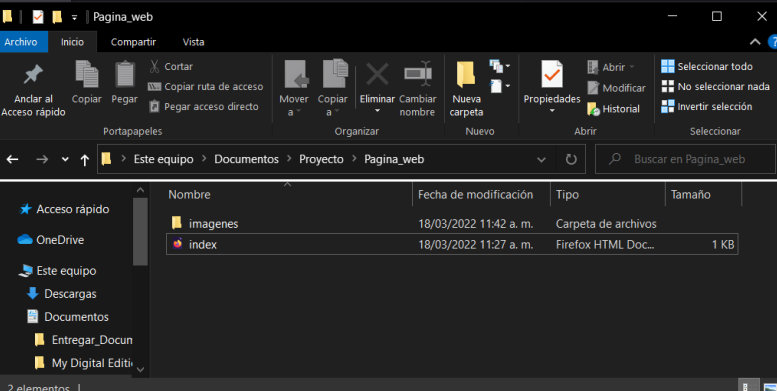 Pagina_web
Archivo Inicio Compartir Vista
Anclar al Acceso rápido
Copiar
Pegar
Cortar
Copiar ruta de acceso
Pegar acceso directo
Mover a
Copiar a
Eliminar
Cambiar nombre
Nueva carpeta
Propiedades
Abrir
Modificar
Historial
Seleccionar todo
No seleccionar nada
Invertir selección
Portapapeles Organizar Nuevo Abrir Seleccionar
Este equipo > Documentos > Proyecto > Pagina_web
Buscar en Pagina_web
Nombre Fecha de modificación Tipo Tamaño
imagenes 18/03/2022 11:42 a. m. Carpeta de archivos
index 18/03/2022 11:27 a. m. Firefox HTML Doc... 1 KB
Acceso rápido
OneDrive
Este equipo
Descargas
Documentos
Entregar_Docum
My Digital Editi
2 elementos